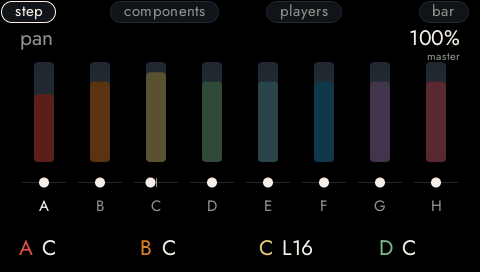 step components players bar
pan 100%
master
A B C D E F G H
A C B C C L16 D C